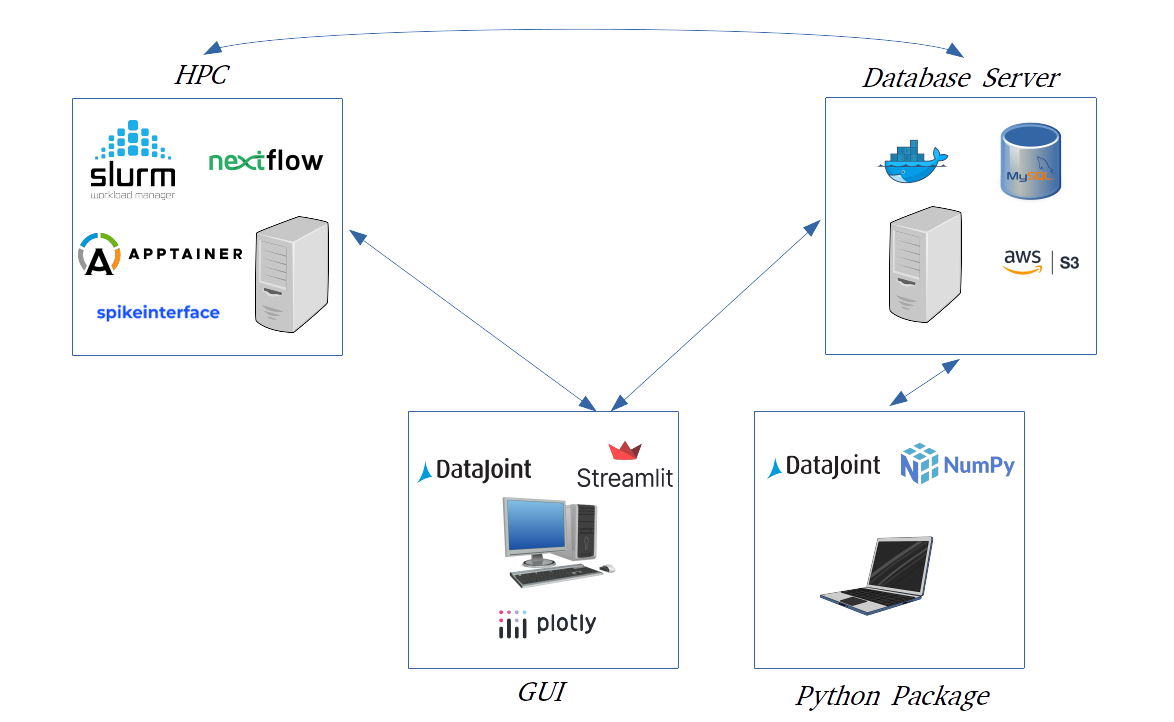 HPC
Database Server
slurm
workload manager
nextflow
APPTAINER
spikeinterface
MySQL
aws | S3
DataJoint
Streamlit
plotly
GUI
DataJoint
NumPy
Python Package